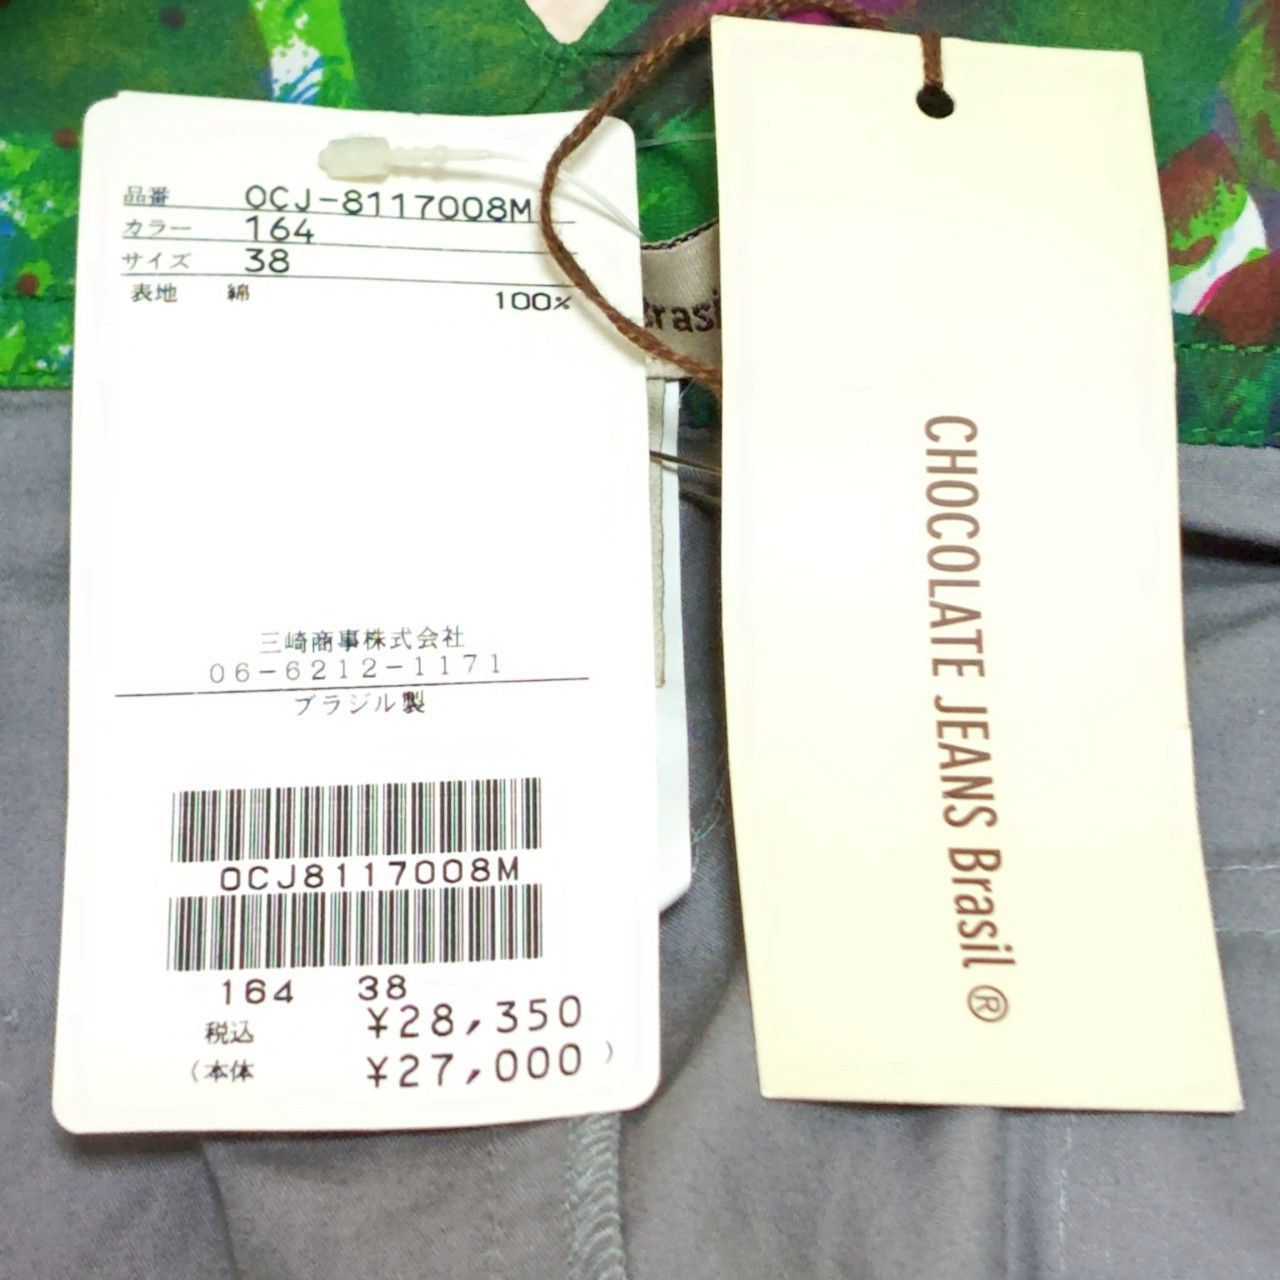 品番 OCJ-8117008M
カラー 164
サイズ 38
表地 綿 100%
三崎商事株式会社
06-6212-1171
ブラジル製
OCJ8117008M
164 38
税込 ¥28,350
(本体 ¥27,000)
CHOCOLATE JEANS Brasil ®